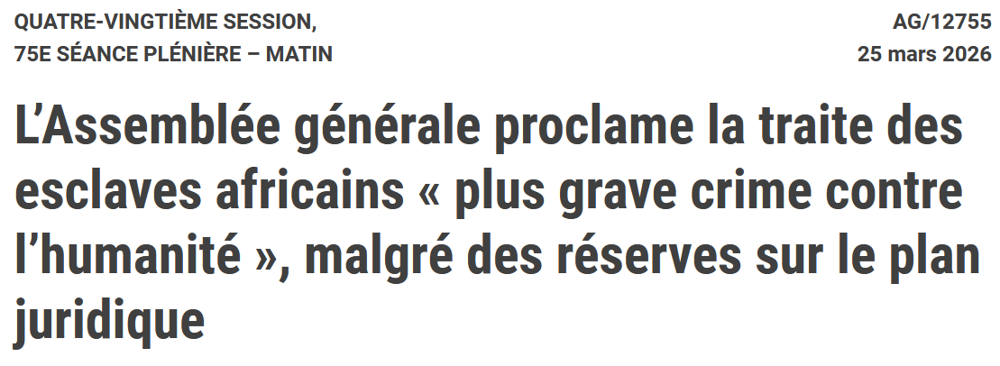 QUATRE-VINGTIÈME SESSION,
AG/12755
75E SÉANCE PLÉNIÈRE – MATIN
25 mars 2026
L’Assemblée générale proclame la traite des
esclaves africains « plus grave crime contre
l’humanité », malgré des réserves sur le plan
juridique